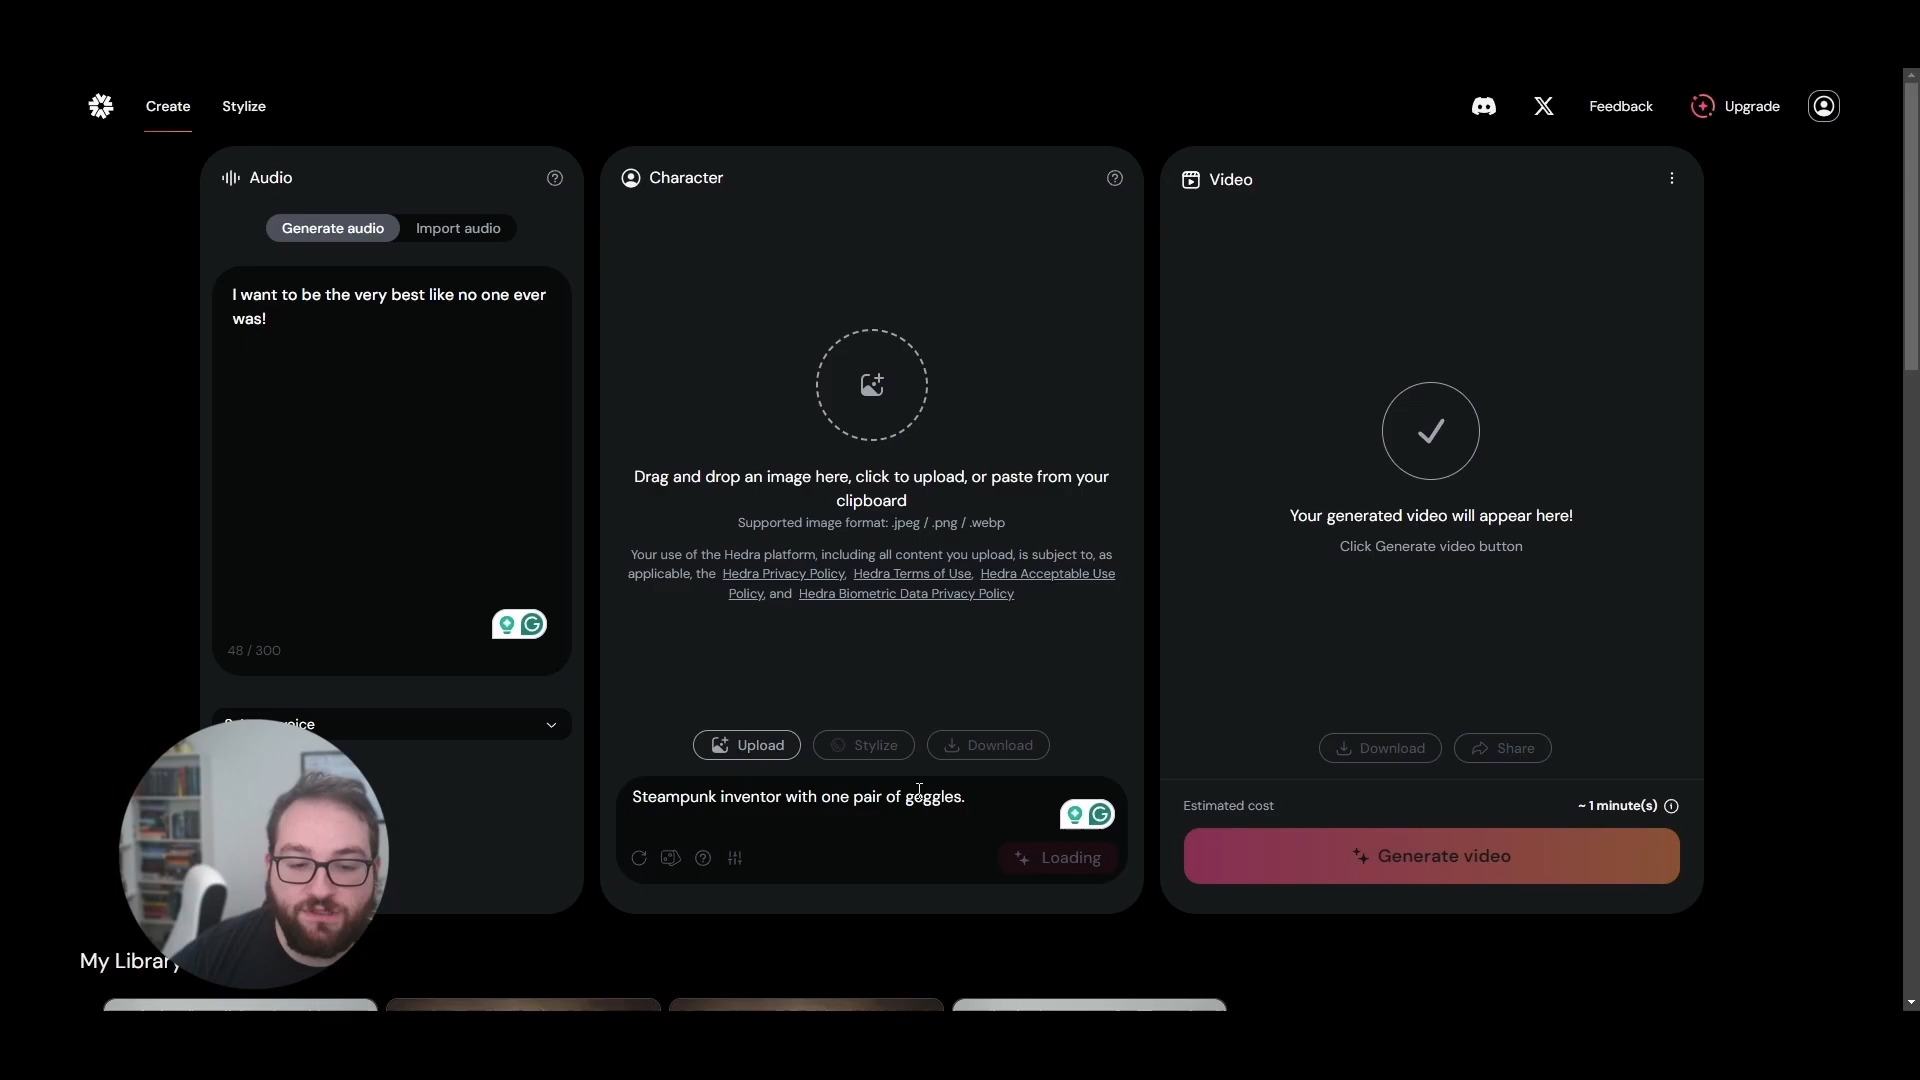 Create
Stylize
Feedback
Upgrade
Audio
Generate audio
Import audio
I want to be the very best like no one ever
was!
48 / 300
voice
Character
Drag and drop an image here, click to upload, or paste from your
clipboard
Supported image format: .jpeg / .png / .webp
Your use of the Hedra platform, including all content you upload, is subject to, as
applicable, the Hedra Privacy Policy, Hedra Terms of Use, Hedra Acceptable Use
Policy, and Hedra Biometric Data Privacy Policy
Upload
Stylize
Download
Steampunk inventor with one pair of goggles.
Loading
Video
Your generated video will appear here!
Click Generate video button
Download
Share
Estimated cost
~ 1 minute(s)
Generate video
My Library